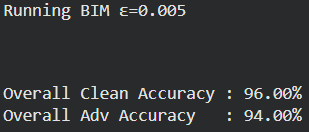 Running BIM ε=0.005
Overall Clean Accuracy : 96.00%
Overall Adv Accuracy   : 94.00%